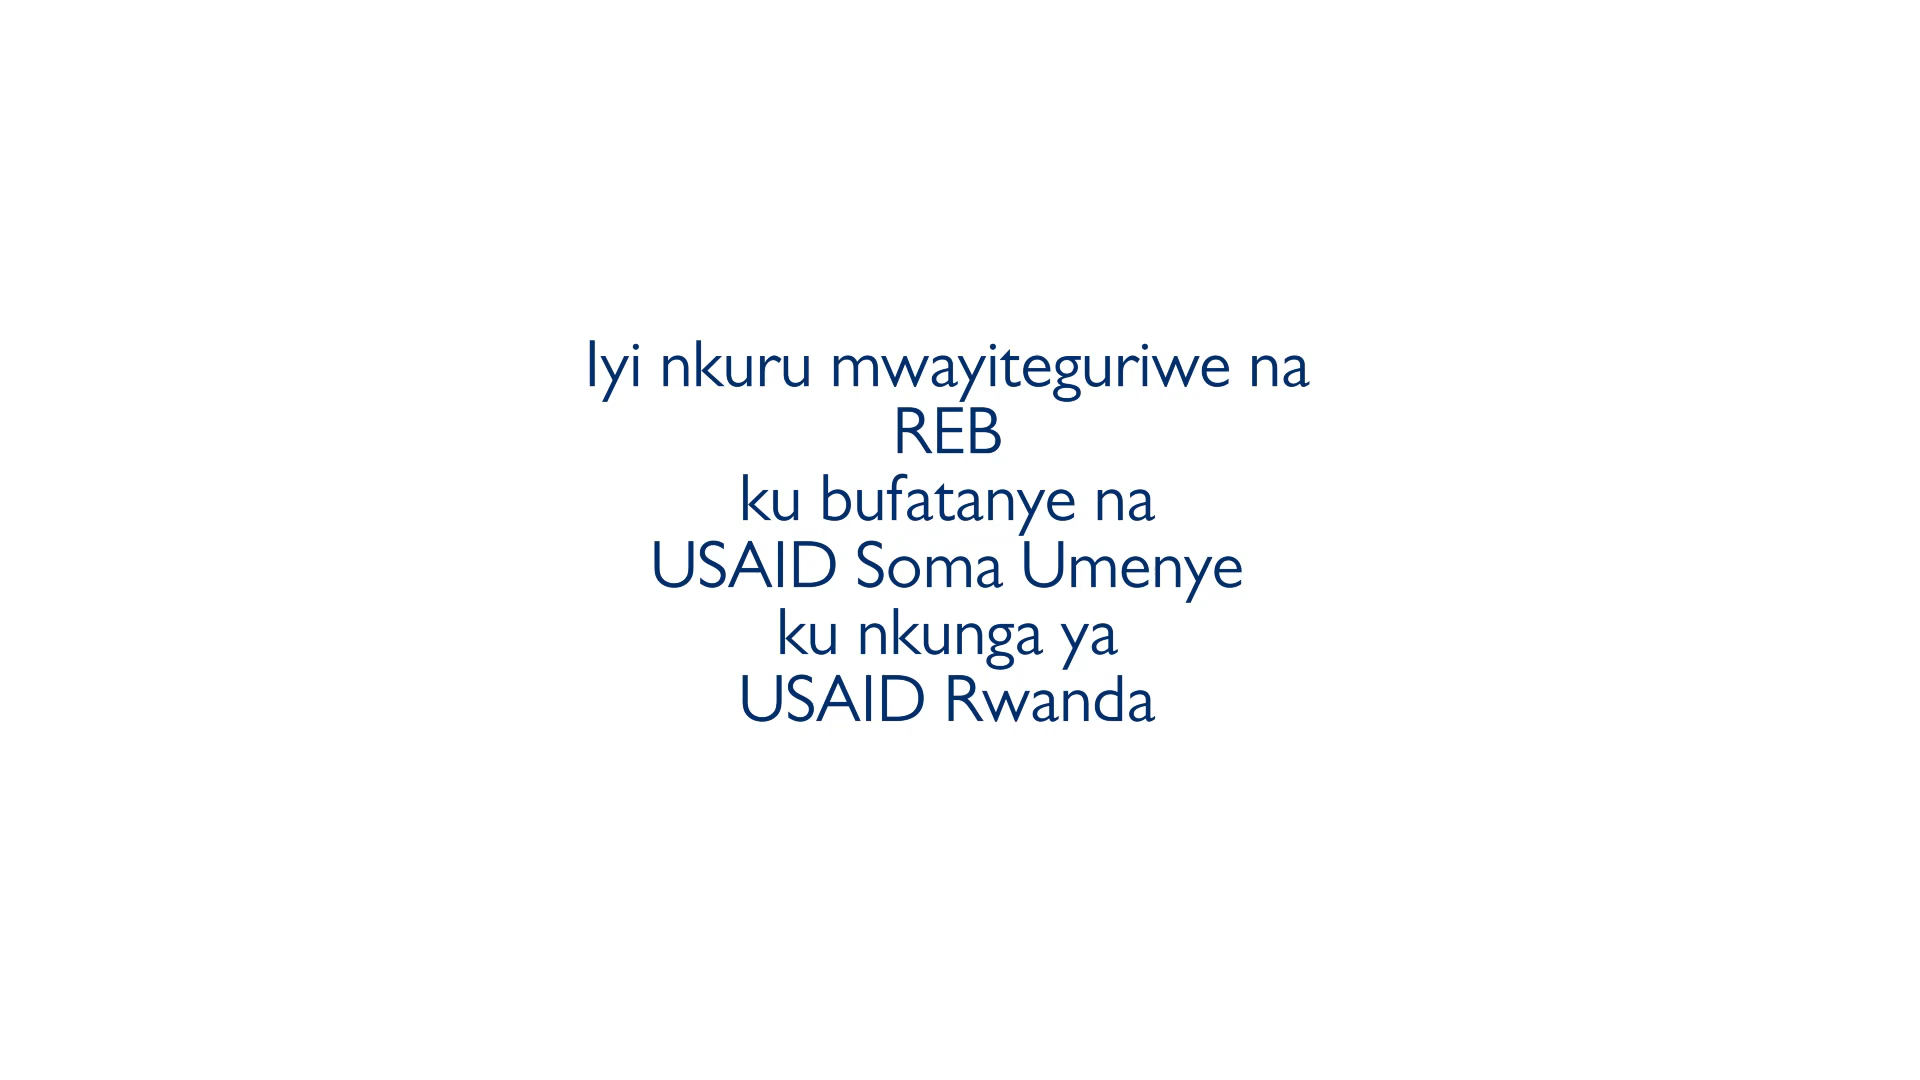 Iyi nkuru mwayiteguriwe na
REB
ku bufatanye na
USAID Soma Umenye
ku nkunga ya
USAID Rwanda